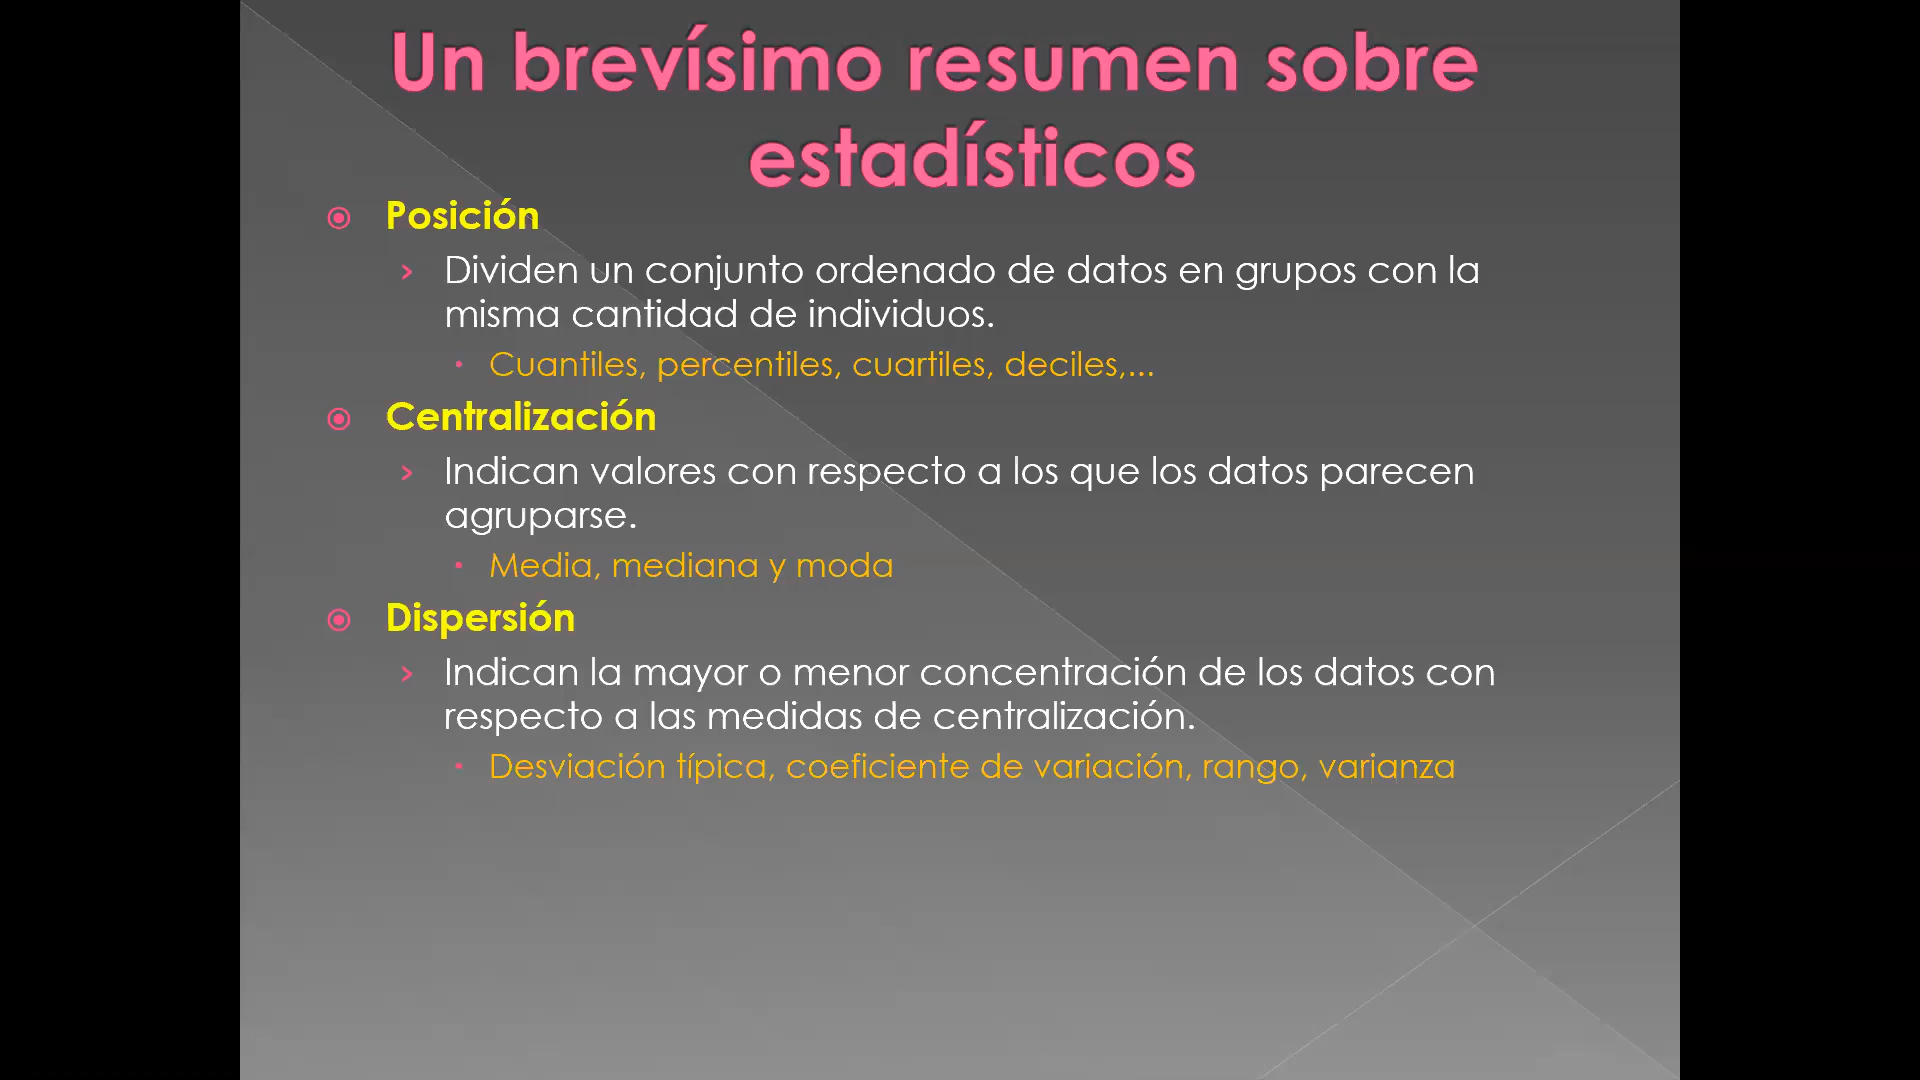 Un brevísimo resumen sobre
estadísticos
Posición
Dividen un conjunto ordenado de datos en grupos con la
misma cantidad de individuos.
Cuantiles, percentiles, cuartiles, deciles,...
Centralización
Indican valores con respecto a los que los datos parecen
agruparse.
Media, mediana y moda
Dispersión
Indican la mayor o menor concentración de los datos con
respecto a las medidas de centralización.
Desviación típica, coeficiente de variación, rango, varianza